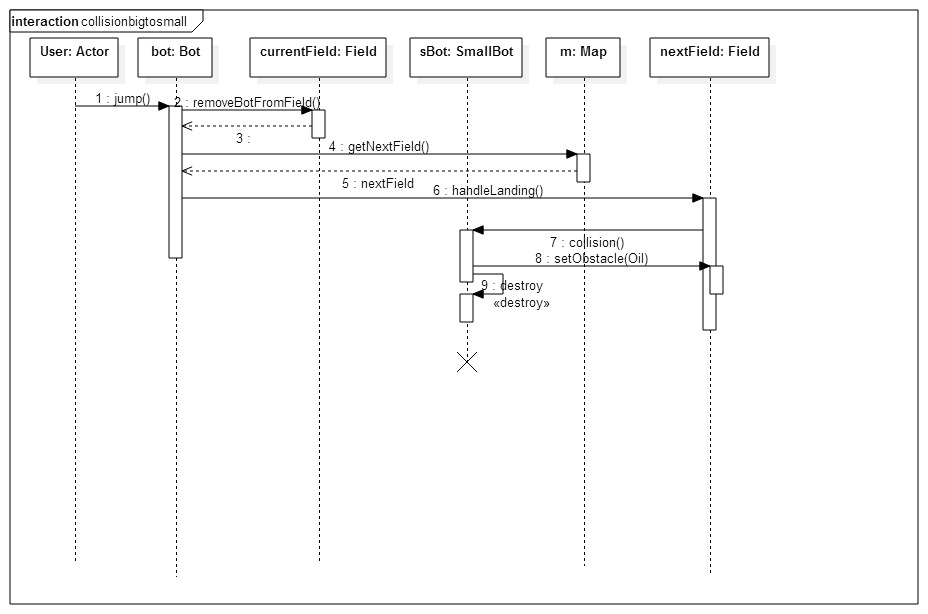 interaction collisionbigtosmall
User: Actor
bot: Bot
currentField: Field
sBot: SmallBot
m: Map
nextField: Field
1 : jump()
2 : removeBotFromField()
3 :
4 : getNextField()
5 : nextField
6 : handleLanding()
7 : collision()
8 : setObstacle(Oil)
9 : destroy
«destroy»